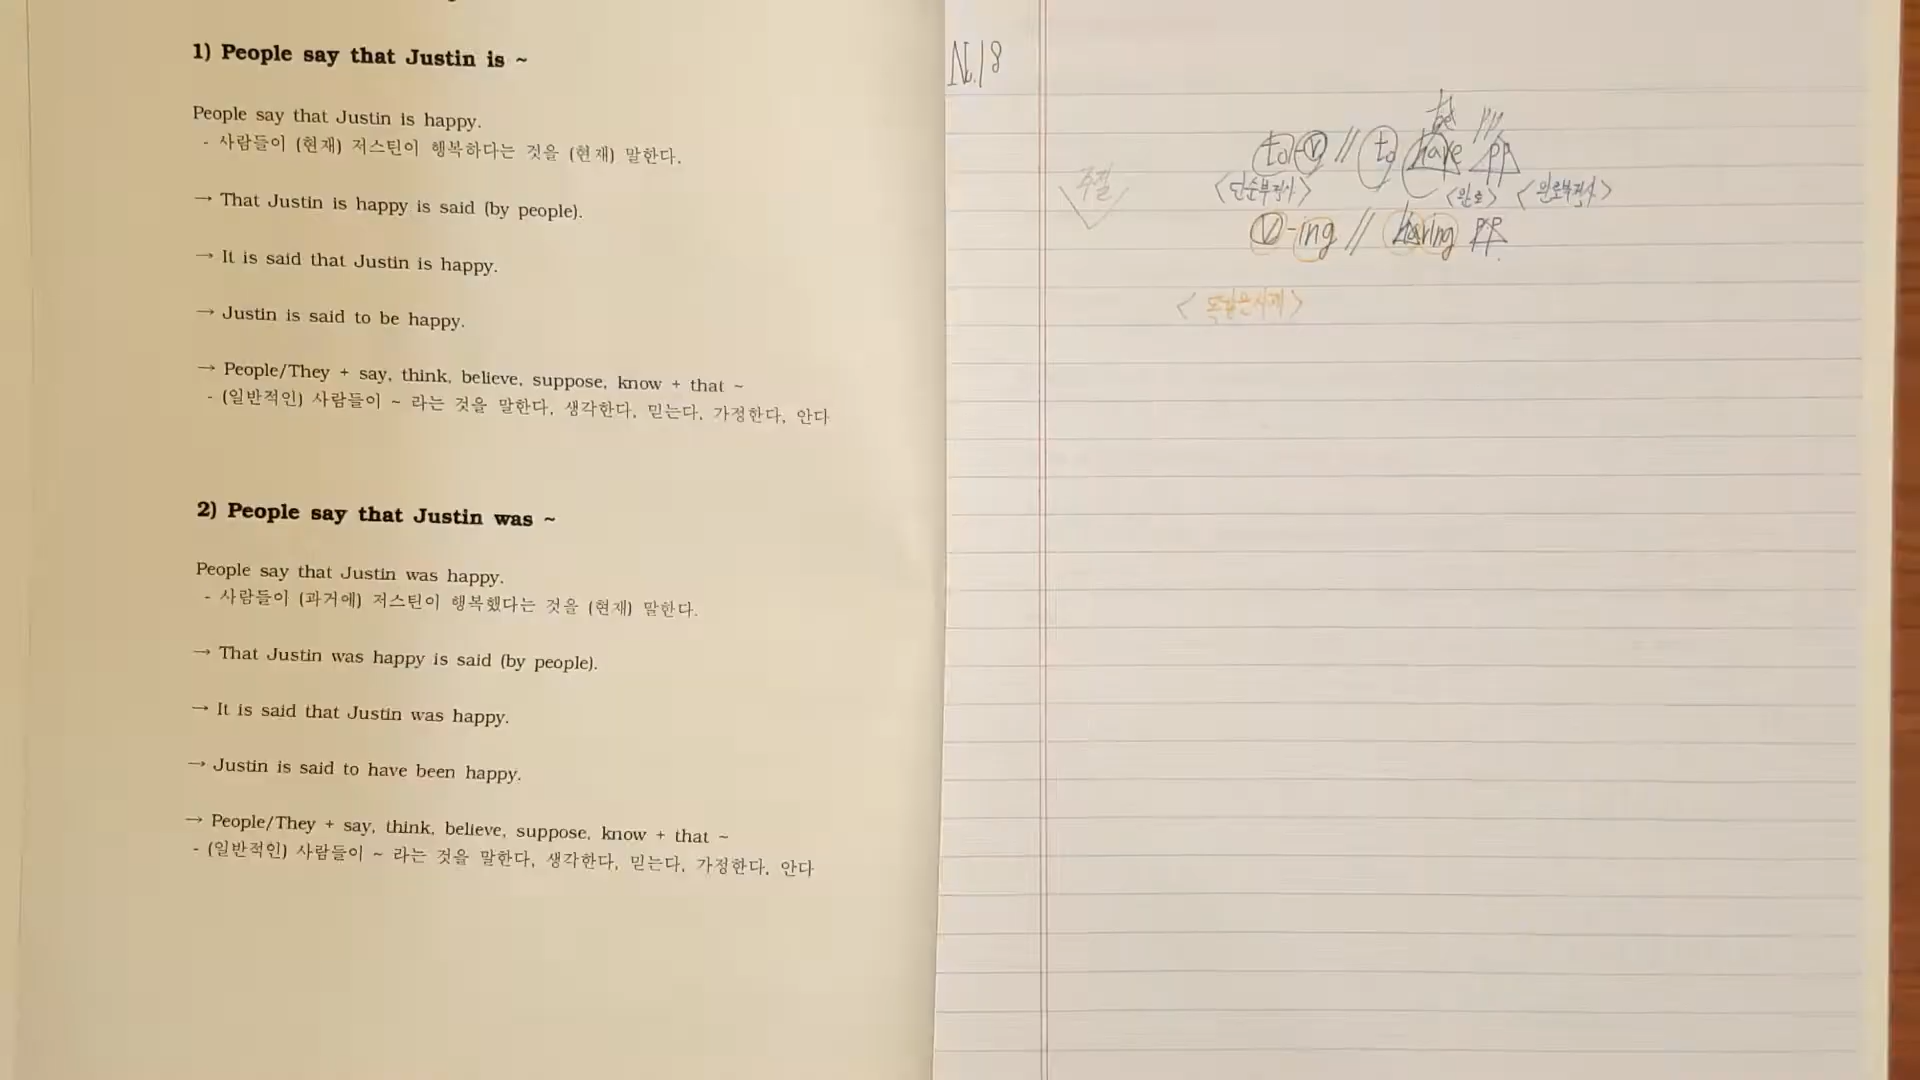 1) People say that Justin is ~
People say that Justin is happy.
- 사람들이 (현재) 저스틴이 행복하다는 것을 (현재) 말한다.
→ That Justin is happy is said (by people).
→ It is said that Justin is happy.
→ Justin is said to be happy.
→ People/They + say, think, believe, suppose, know + that ~
- (일반적인) 사람들이 ~ 라는 것을 말한다, 생각한다, 믿는다, 가정한다, 안다
2) People say that Justin was ~
People say that Justin was happy.
- 사람들이 (과거에) 저스틴이 행복했다는 것을 (현재) 말한다.
→ That Justin was happy is said (by people).
→ It is said that Justin was happy.
→ Justin is said to have been happy.
→ People/They + say, think, believe, suppose, know + that ~
- (일반적인) 사람들이 ~ 라는 것을 말한다, 생각한다, 믿는다, 가정한다, 안다
N.18
to-V // to have PP
<단순부정사> <완료> <완료부정사>
V-ing // having PP